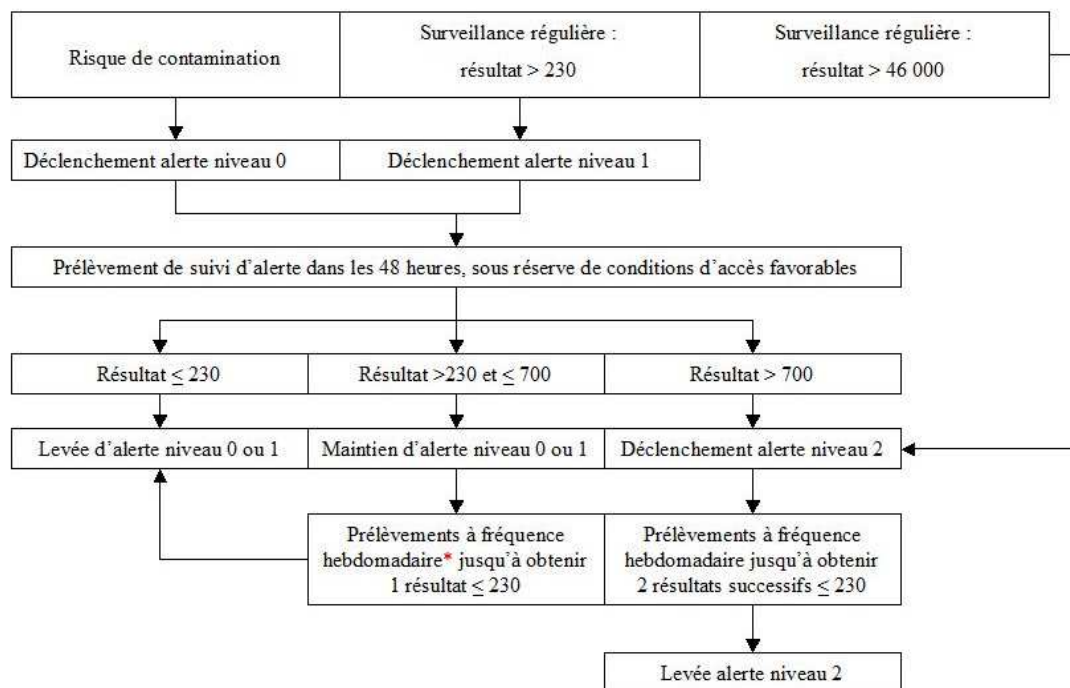 Risque de contamination
Surveillance régulière :
résultat > 230
Surveillance régulière :
résultat > 46 000
Déclenchement alerte niveau 0
Déclenchement alerte niveau 1
Prélèvement de suivi d’alerte dans les 48 heures, sous réserve de conditions d’accès favorables
Résultat ≤ 230
Résultat >230 et ≤ 700
Résultat > 700
Levée d’alerte niveau 0 ou 1
Maintien d’alerte niveau 0 ou 1
Déclenchement alerte niveau 2
Prélèvements à fréquence
hebdomadaire* jusqu’à obtenir
1 résultat ≤ 230
Prélèvements à fréquence
hebdomadaire jusqu’à obtenir
2 résultats successifs ≤ 230
Levée alerte niveau 2